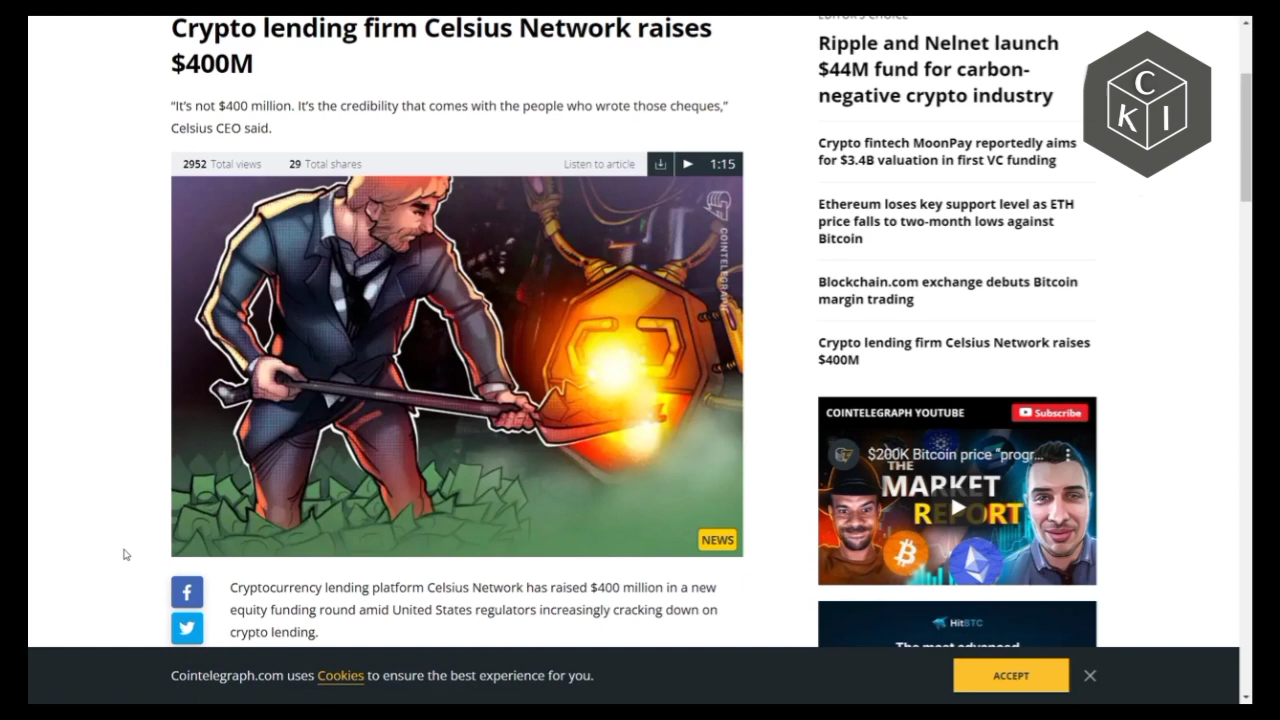 Crypto lending firm Celsius Network raises
$400M
“It’s not $400 million. It’s the credibility that comes with the people who wrote those cheques,”
Celsius CEO said.
2952 Total views
29 Total shares
Listen to article
1:15
COINTELEGRAPH
NEWS
Cryptocurrency lending platform Celsius Network has raised $400 million in a new
equity funding round amid United States regulators increasingly cracking down on
crypto lending.
EDITOR'S CHOICE
Ripple and Nelnet launch
$44M fund for carbon-
negative crypto industry
Crypto fintech MoonPay reportedly aims
for $3.4B valuation in first VC funding
Ethereum loses key support level as ETH
price falls to two-month lows against
Bitcoin
Blockchain.com exchange debuts Bitcoin
margin trading
Crypto lending firm Celsius Network raises
$400M
COINTELEGRAPH YOUTUBE
Subscribe
$200K Bitcoin price “progr...
THE
MARKET
REPORT
HitBTC
The most advanced
Cointelegraph.com uses Cookies to ensure the best experience for you.
ACCEPT
C
K I